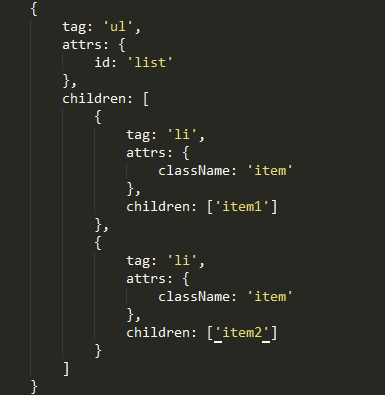 {
    tag: 'ul',
    attrs: {
        id: 'list'
    },
    children: [
        {
            tag: 'li',
            attrs: {
                className: 'item'
            },
            children: ['item1']
        },
        {
            tag: 'li',
            attrs: {
                className: 'item'
            },
            children: ['item2']
        }
    ]
}